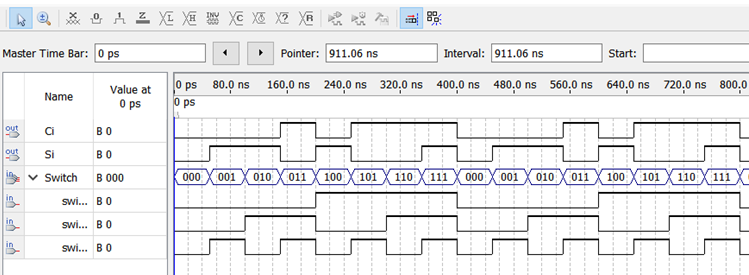 Master Time Bar: 0 ps Pointer: 911.06 ns Interval: 911.06 ns Start:
Name Value at 0 ps
0 ps 80.0 ns 160.0 ns 240.0 ns 320.0 ns 400.0 ns 480.0 ns 560.0 ns 640.0 ns 720.0 ns 800.0
0 ps
out Ci B 0
out Si B 0
in Switch B 000 000 001 010 011 100 101 110 111 000 001 010 011 100 101 110 111
in swi... B 0
in swi... B 0
in swi... B 0